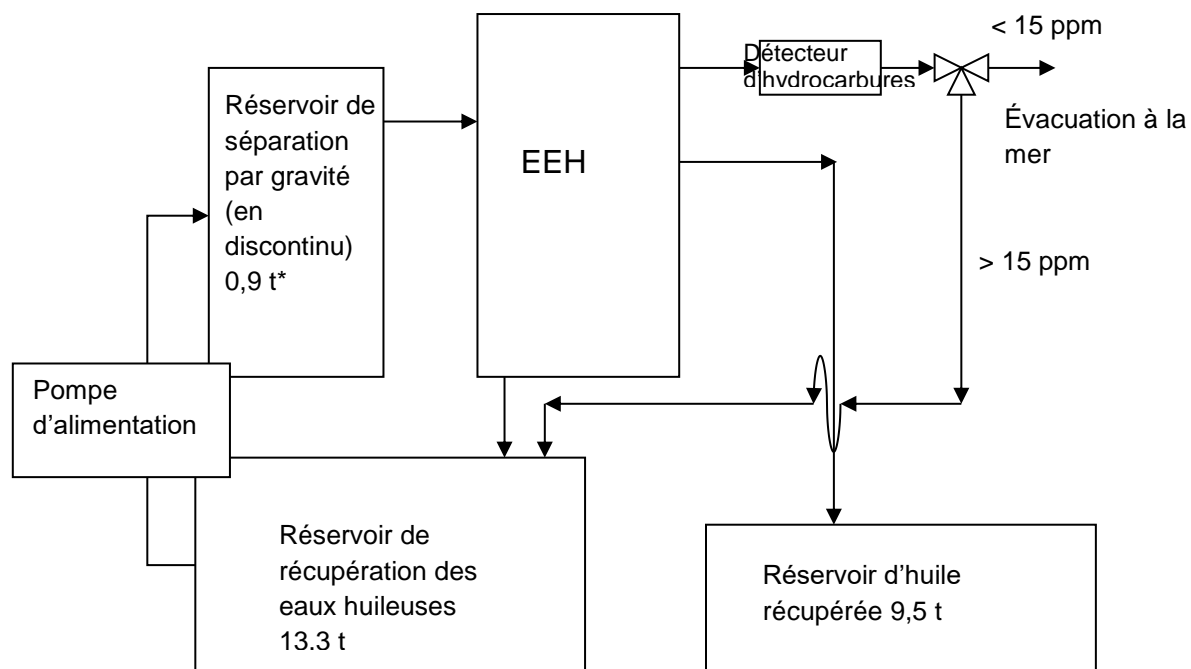 < 15 ppm
Détecteur
d'hydrocarbures
Évacuation à la
mer
Réservoir de
séparation
par gravité
(en
discontinu)
0,9 t*
EEH
> 15 ppm
Pompe
d'alimentation
Réservoir de
récupération des
eaux huileuses
13.3 t
Réservoir d'huile
récupérée 9,5 t